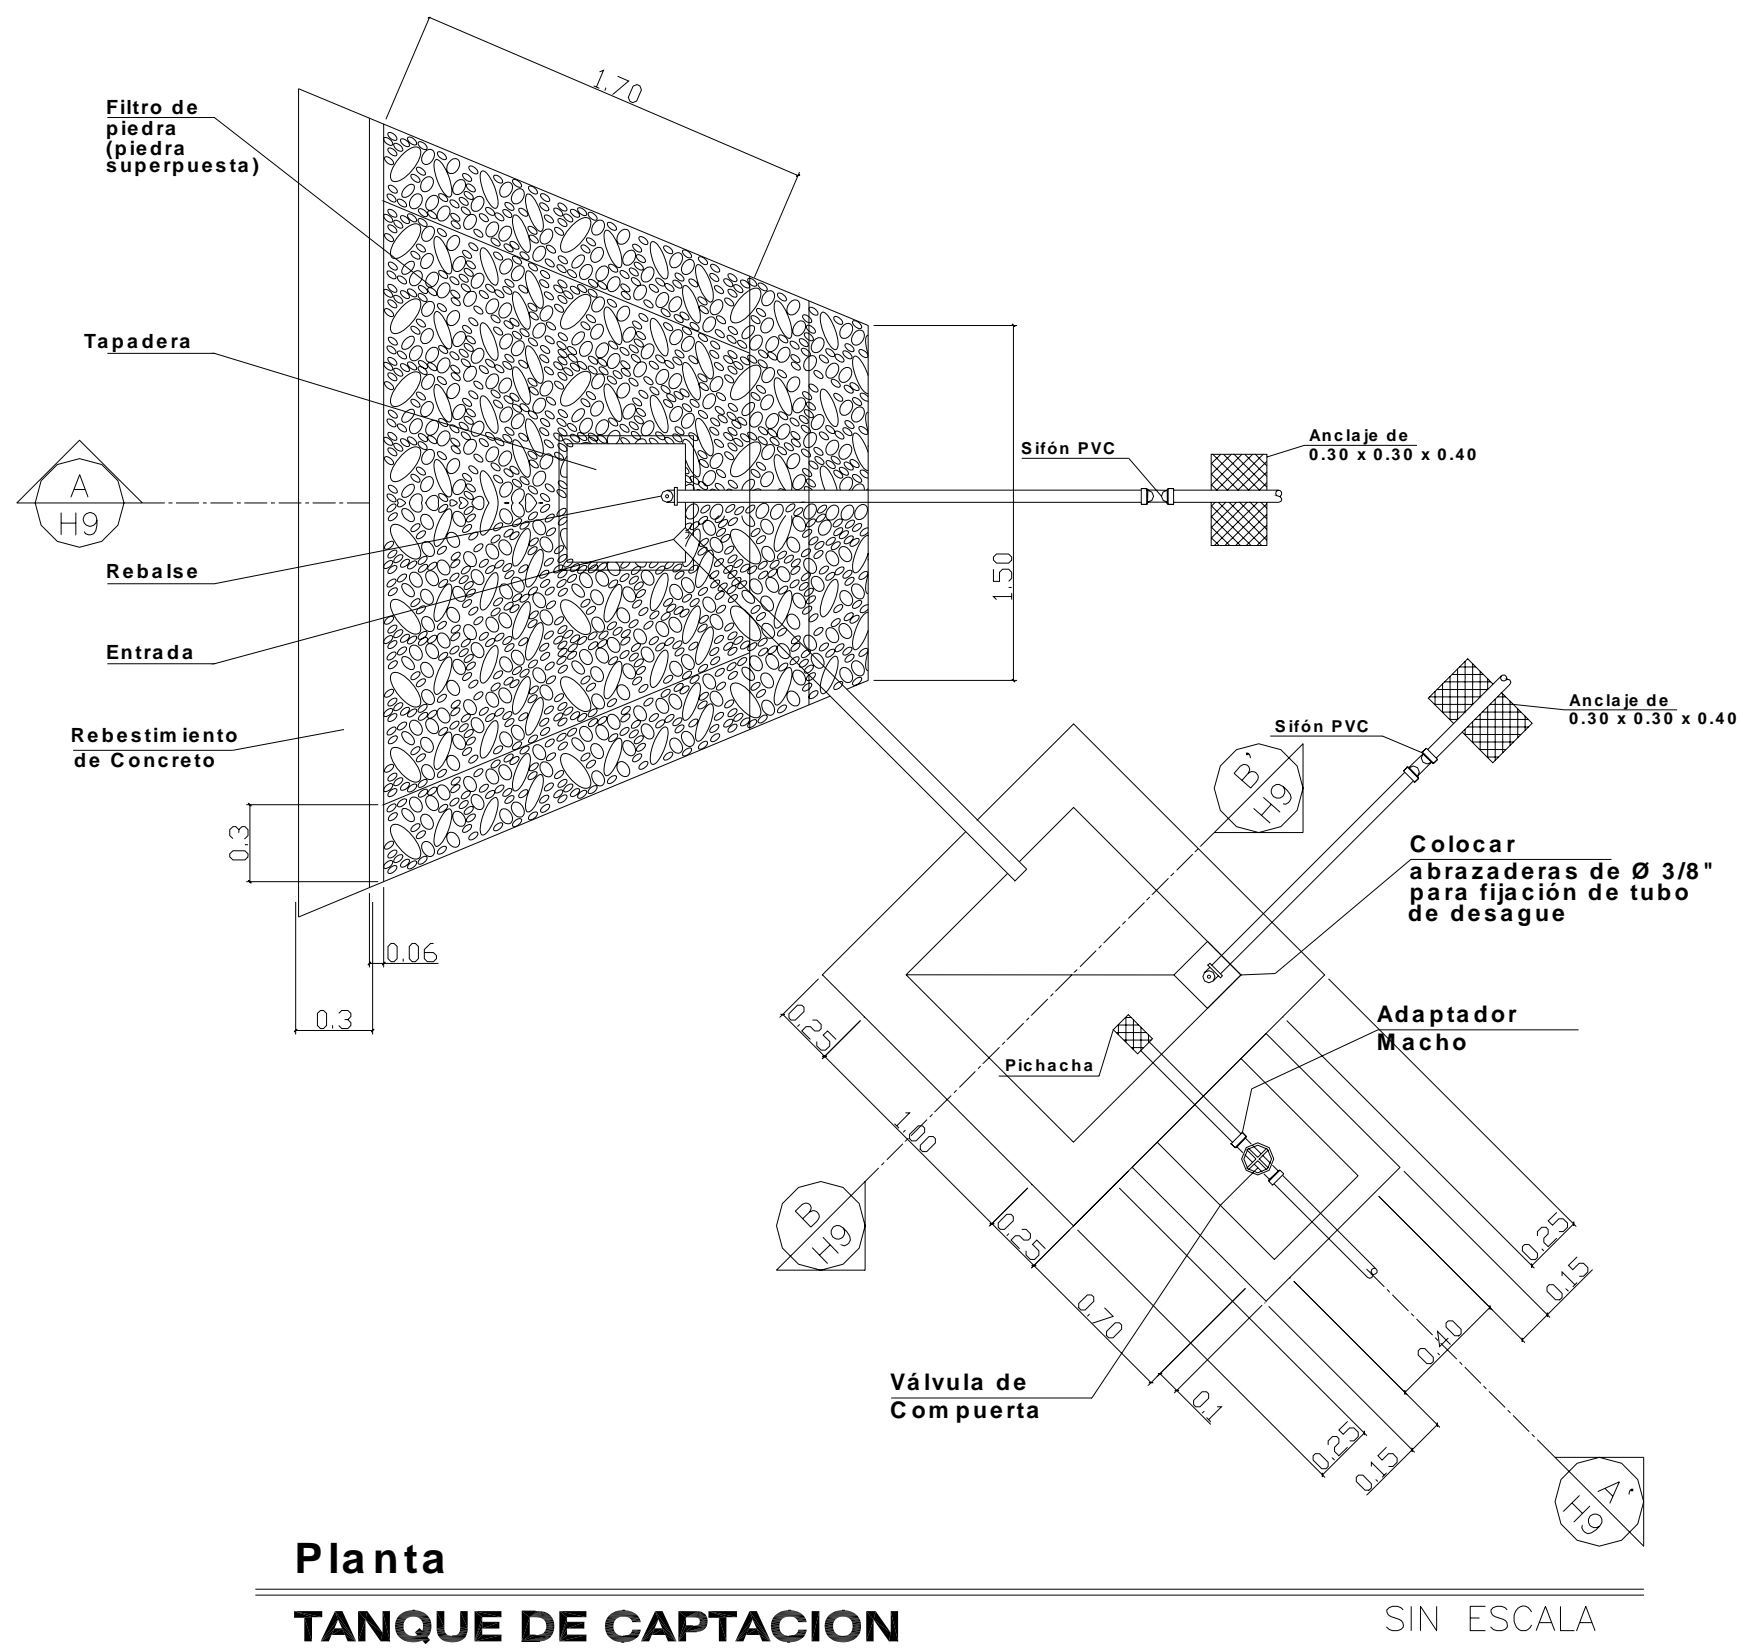 1.70
Filtro de
piedra
(piedra
superpuesta)
Tapadera
A
H9
Sifón PVC
Anclaje de
0.30 x 0.30 x 0.40
1.50
Rebalse
Entrada
Rebestimiento
de Concreto
0.3
0.06
0.3
Anclaje de
0.30 x 0.30 x 0.40
Sifón PVC
B'
H9
Colocar
abrazaderas de Ø 3/8"
para fijación de tubo
de desague
Adaptador
Macho
0.25
Pichacha
1.00
B
H9
0.25
0.25
0.15
0.70
0.40
Válvula de
Compuerta
0.1
0.25
0.15
A'
H9
Planta
TANQUE DE CAPTACION
SIN ESCALA